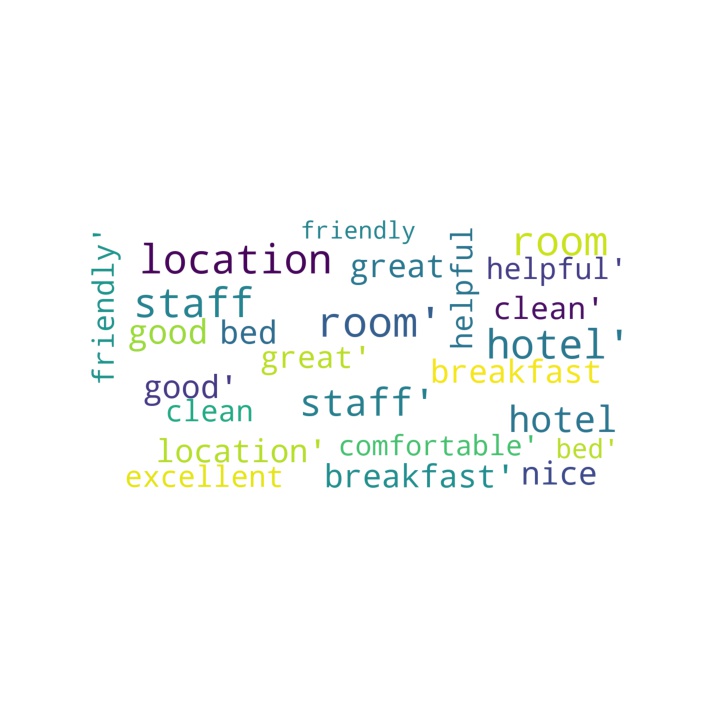 friendly
friendly'
location
great
helpful
room
helpful'
staff
room'
clean'
good
bed
hotel'
great'
breakfast
good'
clean
staff'
hotel
location'
comfortable'
bed'
excellent
breakfast'
nice